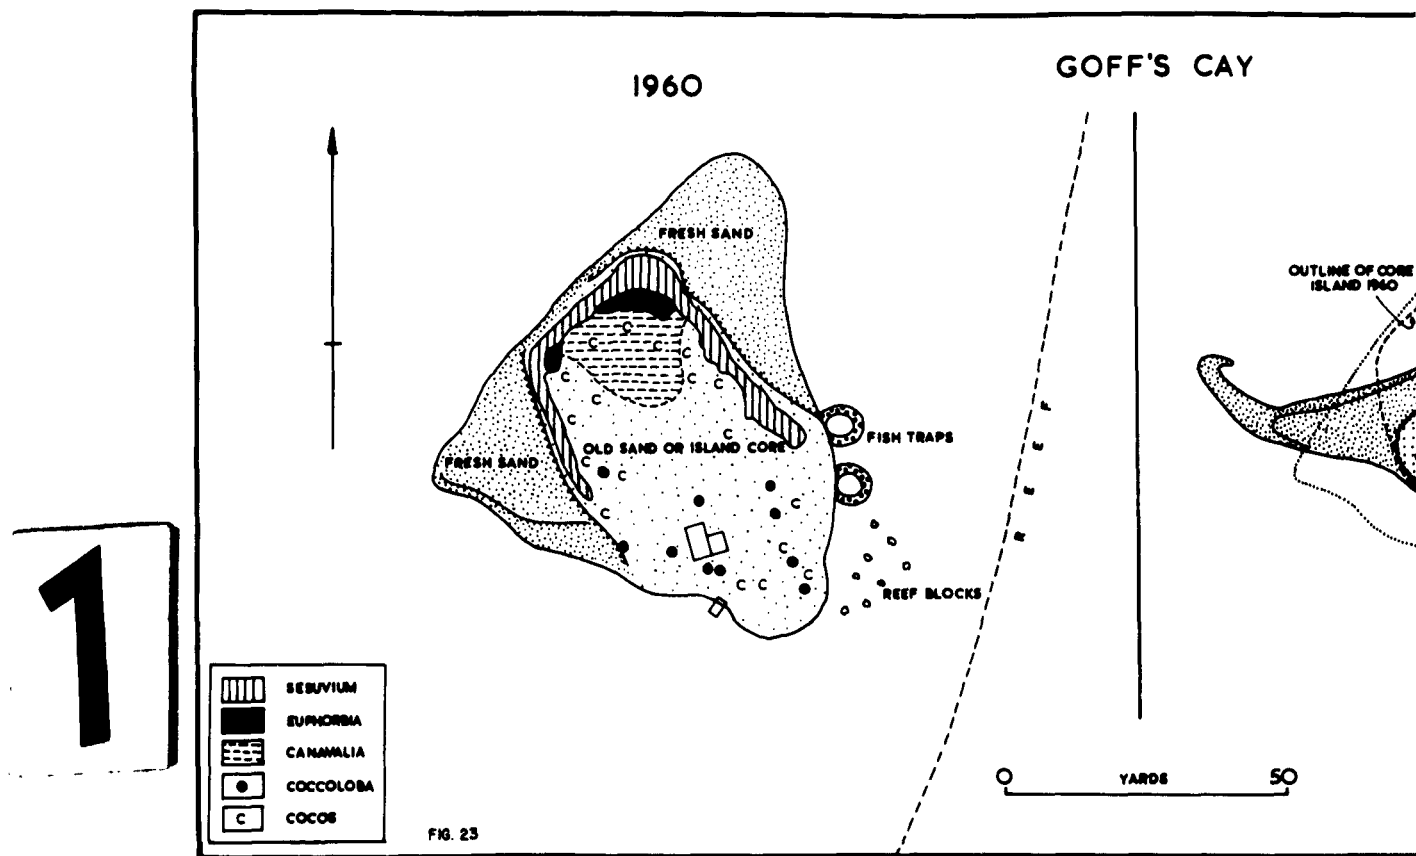 GOFF'S CAY
1960
FRESH SAND
OUTLINE OF CORE
ISLAND 1960
C
C
C
C
C
C
C
C
C
C
FISH TRAPS
OLD SAND OR ISLAND CORE
FRESH SAND
C
C
C
C
REEF
C
C
C
C
REEF BLOCKS
1
SESUVIUM
EUPHORBIA
CANAVALIA
COCCOLOBA
C COCOS
0 YARDS 50
FIG. 23